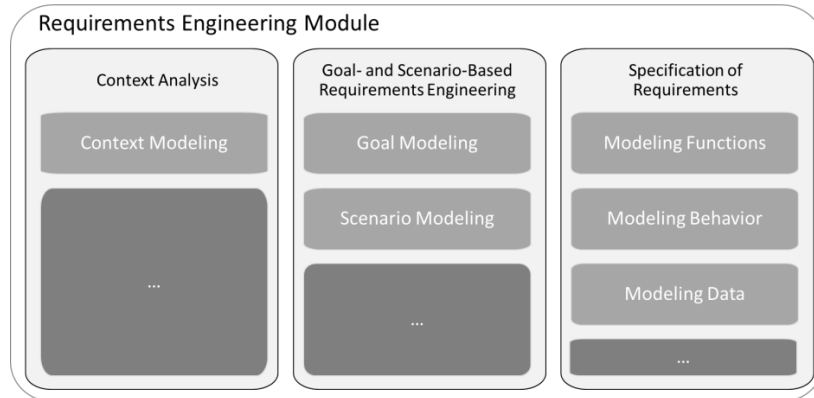 Requirements Engineering Module
Context Analysis
Context Modeling
...
Goal- and Scenario-Based
Requirements Engineering
Goal Modeling
Scenario Modeling
...
Specification of
Requirements
Modeling Functions
Modeling Behavior
Modeling Data
...